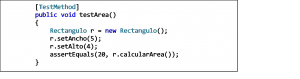 [TestMethod]
public void testArea()
{
Rectangulo r = new Rectangulo();
r.setAncho(5);
r.setAlto(4);
assertEquals(20, r.calcularArea());
}